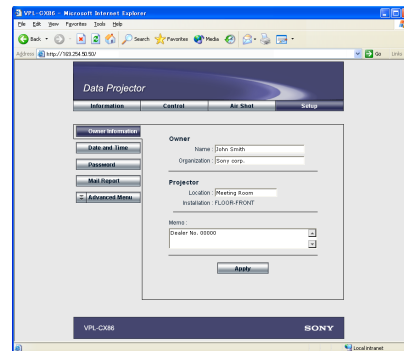 VPL-CX86 - Microsoft Internet Explorer
File Edit View Favorites Tools Help
Back Search Favorites Media
Address http://169.254.50.50/ Go Links
Data Projector
Information Control Air Shot Setup
Owner Information
Date and Time
Password
Mail Report
Advanced Menu
Owner
Name : John Smith
Organization : Sony corp.
Projector
Location : Meeting Room
Installation : FLOOR-FRONT
Memo :
Dealer No. 00000
Apply
VPL-CX86 SONY
Local intranet